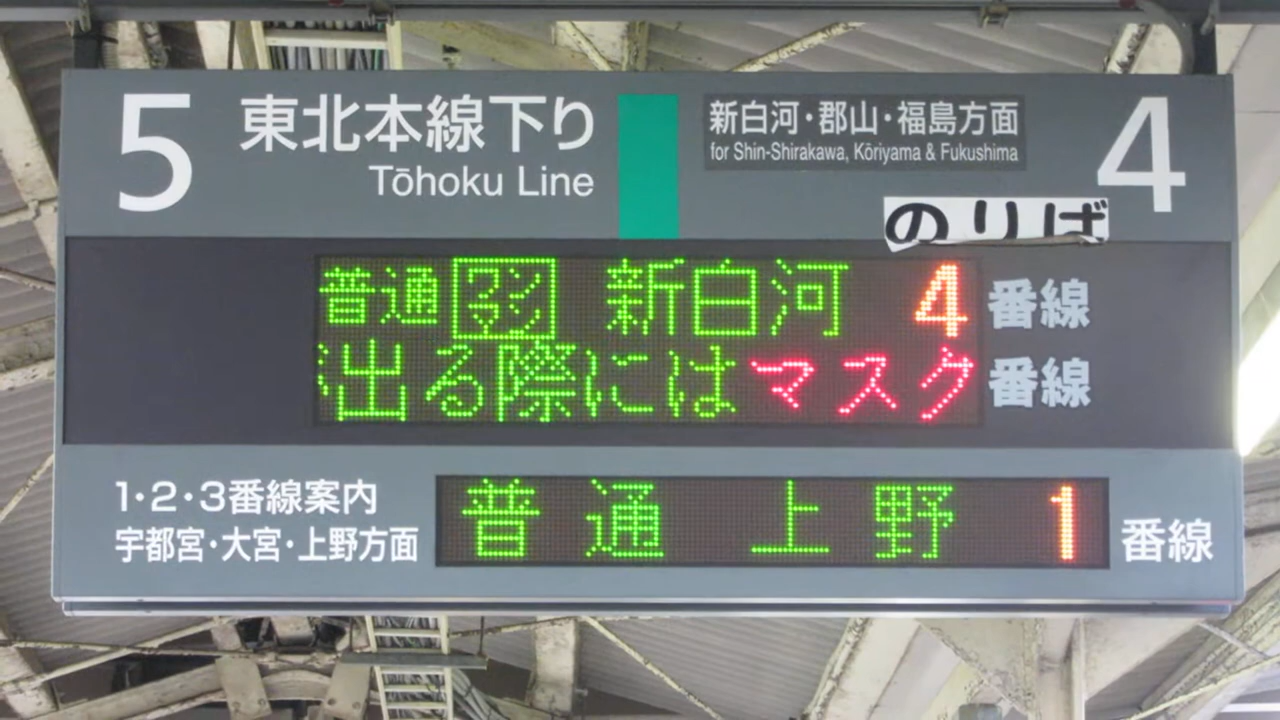 5 東北本線下り 新白河・郡山・福島方面 4
Tōhoku Line for Shin-Shirakawa, Kōriyama & Fukushima
のりば
普通 ワンマン 新白河 4 番線
出る際には マスク 番線
1・2・3番線案内
宇都宮・大宮・上野方面
普通 上野 1 番線